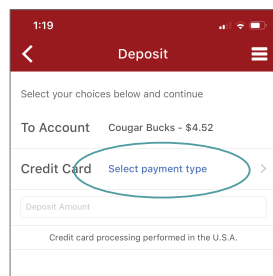 1:19
Deposit
Select your choices below and continue
To Account Cougar Bucks - $4.52
Credit Card Select payment type
Deposit Amount
Credit card processing performed in the U.S.A.